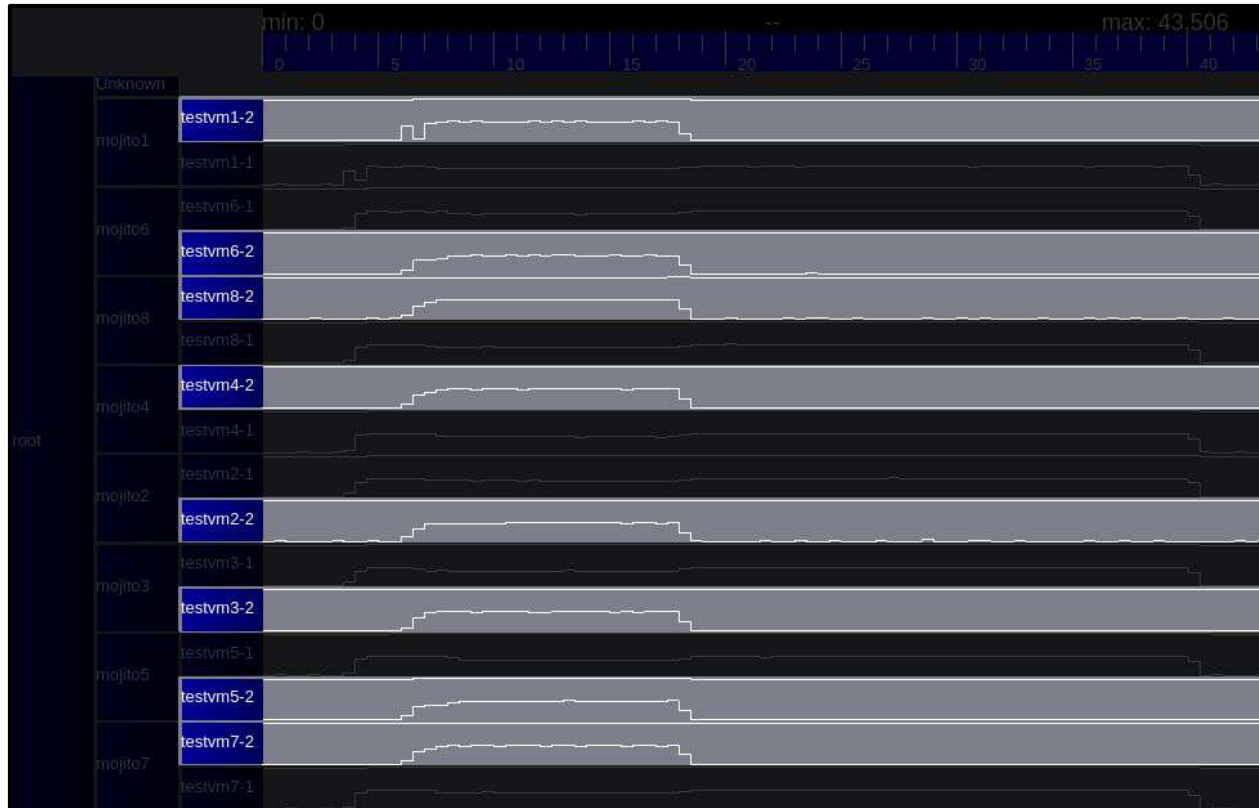 min: 0 -- max: 43.506
0 5 10 15 20 25 30 35 40
Unknown
testvm1-2
mojito1
testvm1-1
testvm6-1
mojito6
testvm6-2
testvm8-2
mojito8
testvm8-1
testvm4-2
mojito4
testvm4-1
root
testvm2-1
mojito2
testvm2-2
testvm3-1
mojito3
testvm3-2
testvm5-1
mojito5
testvm5-2
testvm7-2
mojito7
testvm7-1